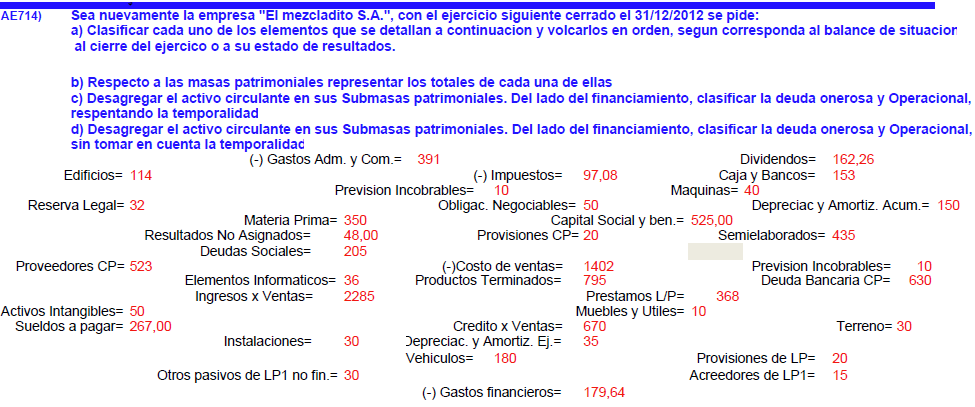 AE714) Sea nuevamente la empresa "El mezcladito S.A.", con el ejercicio siguiente cerrado el 31/12/2012 se pide:
a) Clasificar cada uno de los elementos que se detallan a continuacion y volcarlos en orden, segun corresponda al balance de situacion
al cierre del ejercico o a su estado de resultados.
b) Respecto a las masas patrimoniales representar los totales de cada una de ellas
c) Desagregar el activo circulante en sus Submasas patrimoniales. Del lado del financiamiento, clasificar la deuda onerosa y Operacional,
respentando la temporalidad
d) Desagregar el activo circulante en sus Submasas patrimoniales. Del lado del financiamiento, clasificar la deuda onerosa y Operacional,
sin tomar en cuenta la temporalidad
(-) Gastos Adm. y Com.= 391 Dividendos= 162,26
Edificios= 114 (-) Impuestos= 97,08 Caja y Bancos= 153
Prevision Incobrables= 10 Maquinas= 40
Reserva Legal= 32 Obligac. Negociables= 50 Depreciac y Amortiz. Acum.= 150
Materia Prima= 350 Capital Social y ben.= 525,00
Resultados No Asignados= 48,00 Provisiones CP= 20 Semielaborados= 435
Deudas Sociales= 205
Proveedores CP= 523 (-)Costo de ventas= 1402 Prevision Incobrables= 10
Elementos Informaticos= 36 Productos Terminados= 795 Deuda Bancaria CP= 630
Ingresos x Ventas= 2285 Prestamos L/P= 368
Activos Intangibles= 50 Muebles y Utiles= 10
Sueldos a pagar= 267,00 Credito x Ventas= 670 Terreno= 30
Instalaciones= 30 Depreciac. y Amortiz. Ej.= 35
Vehiculos= 180 Provisiones de LP= 20
Otros pasivos de LP1 no fin.= 30 Acreedores de LP1= 15
(-) Gastos financieros= 179,64